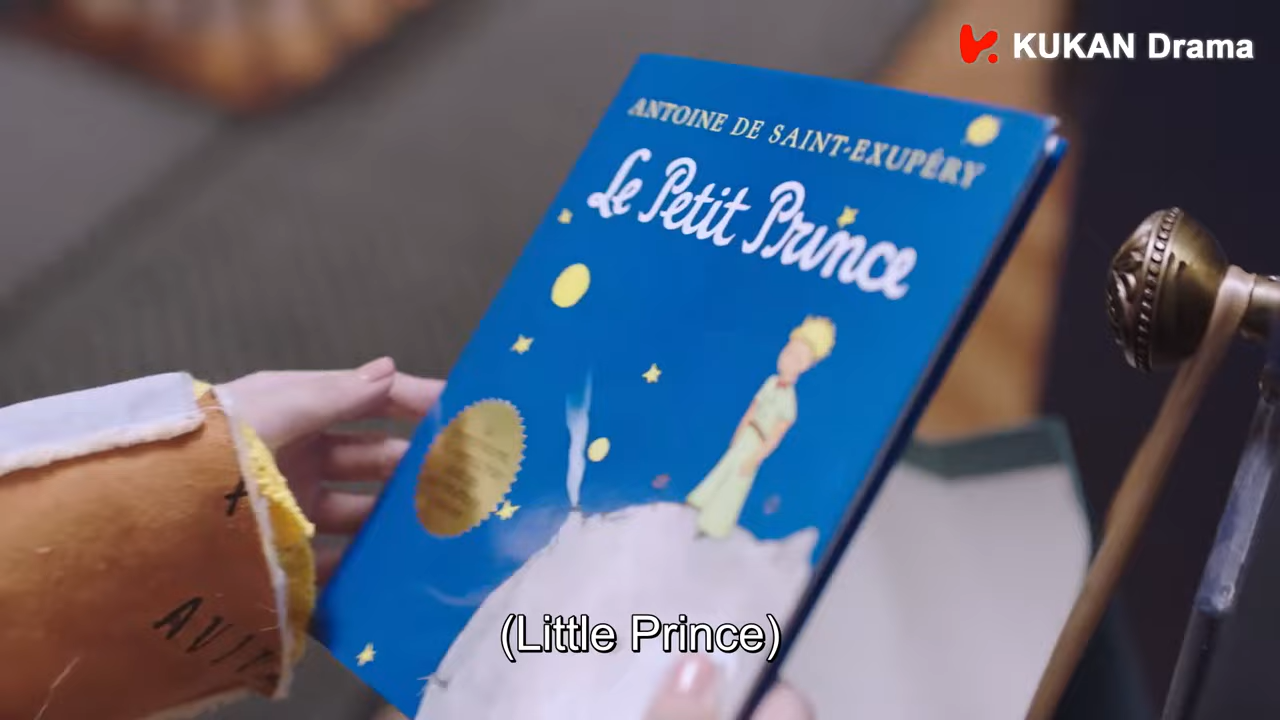 KUKAN Drama
ANTOINE DE SAINT-EXUPÉRY
Le Petit Prince
(Little Prince)